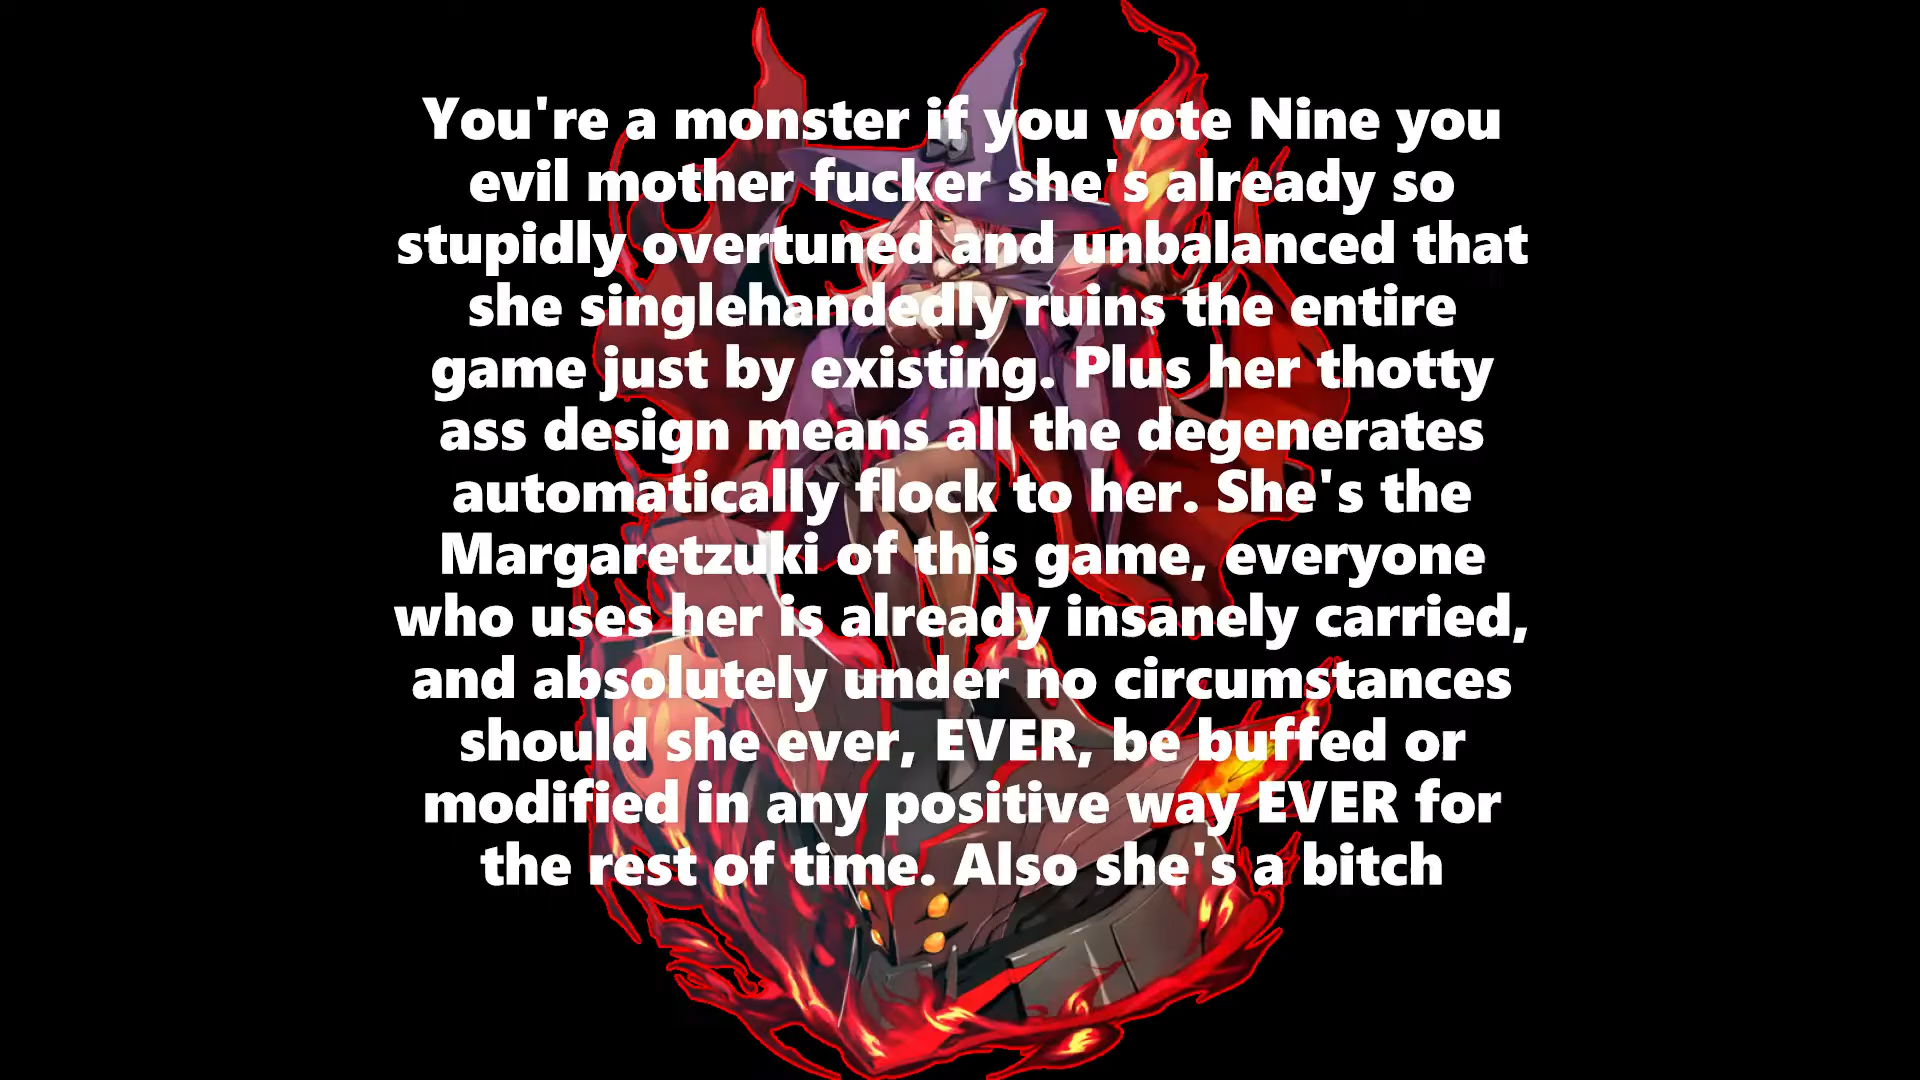 You're a monster if you vote Nine you
evil mother fucker she's already so
stupidly overtuned and unbalanced that
she singlehandedly ruins the entire
game just by existing. Plus her thotty
ass design means all the degenerates
automatically flock to her. She's the
Margaretzuki of this game, everyone
who uses her is already insanely carried,
and absolutely under no circumstances
should she ever, EVER, be buffed or
modified in any positive way EVER for
the rest of time. Also she's a bitch